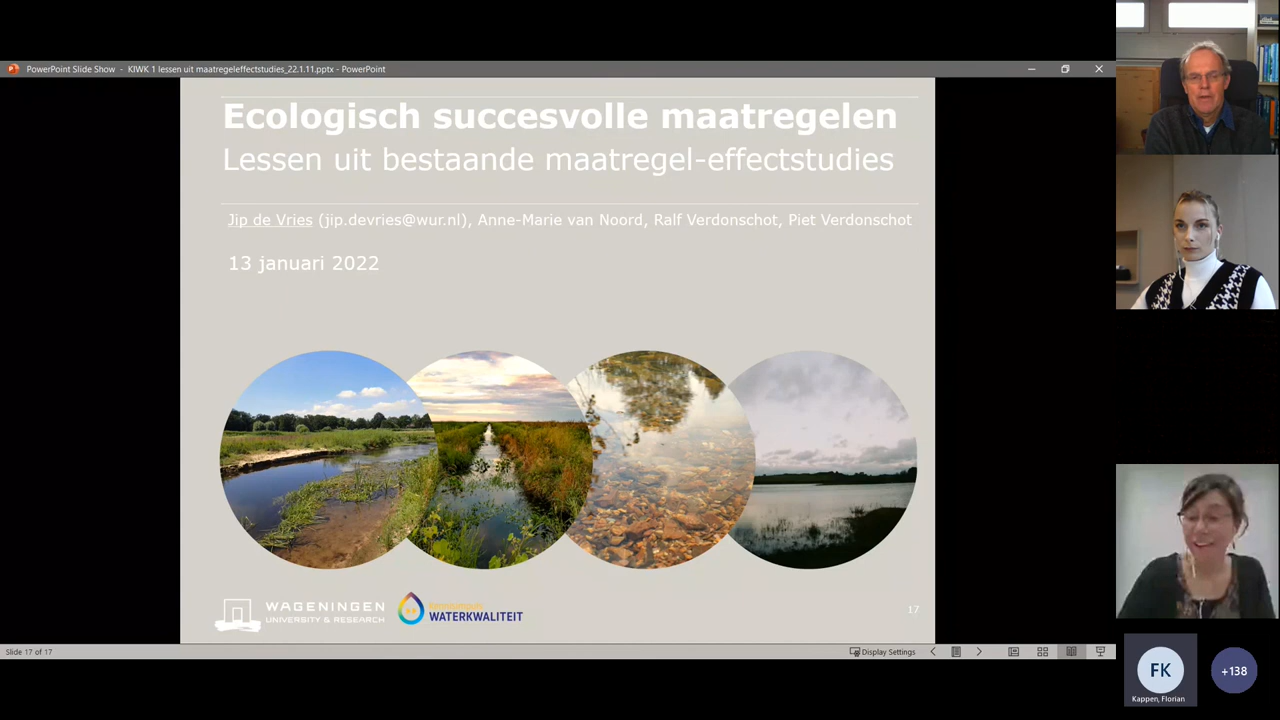 PowerPoint Slide Show - KIWK 1 lessen uit maatregeleffectstudies_22.1.11.pptx - PowerPoint
Ecologisch succesvolle maatregelen
Lessen uit bestaande maatregel-effectstudies
Jip de Vries (jip.devries@wur.nl), Anne-Marie van Noord, Ralf Verdonschot, Piet Verdonschot
13 januari 2022
WAGENINGEN
UNIVERSITY & RESEARCH
WATERKWALITEIT
17
Slide 17 of 17
Display Settings
FK
Kappen, Florian
+138